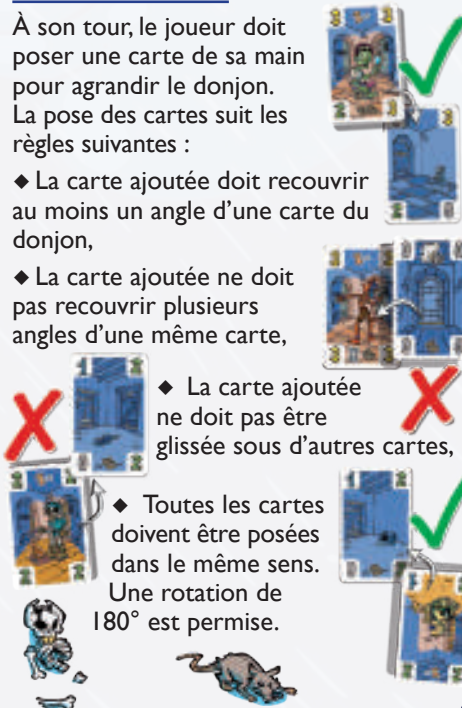 À son tour, le joueur doit
poser une carte de sa main
pour agrandir le donjon.
La pose des cartes suit les
règles suivantes :
◆ La carte ajoutée doit recouvrir
au moins un angle d’une carte du
donjon,
◆ La carte ajoutée ne doit
pas recouvrir plusieurs
angles d’une même carte,
◆ La carte ajoutée
ne doit pas être
glissée sous d’autres cartes,
◆ Toutes les cartes
doivent être posées
dans le même sens.
Une rotation de
180° est permise.